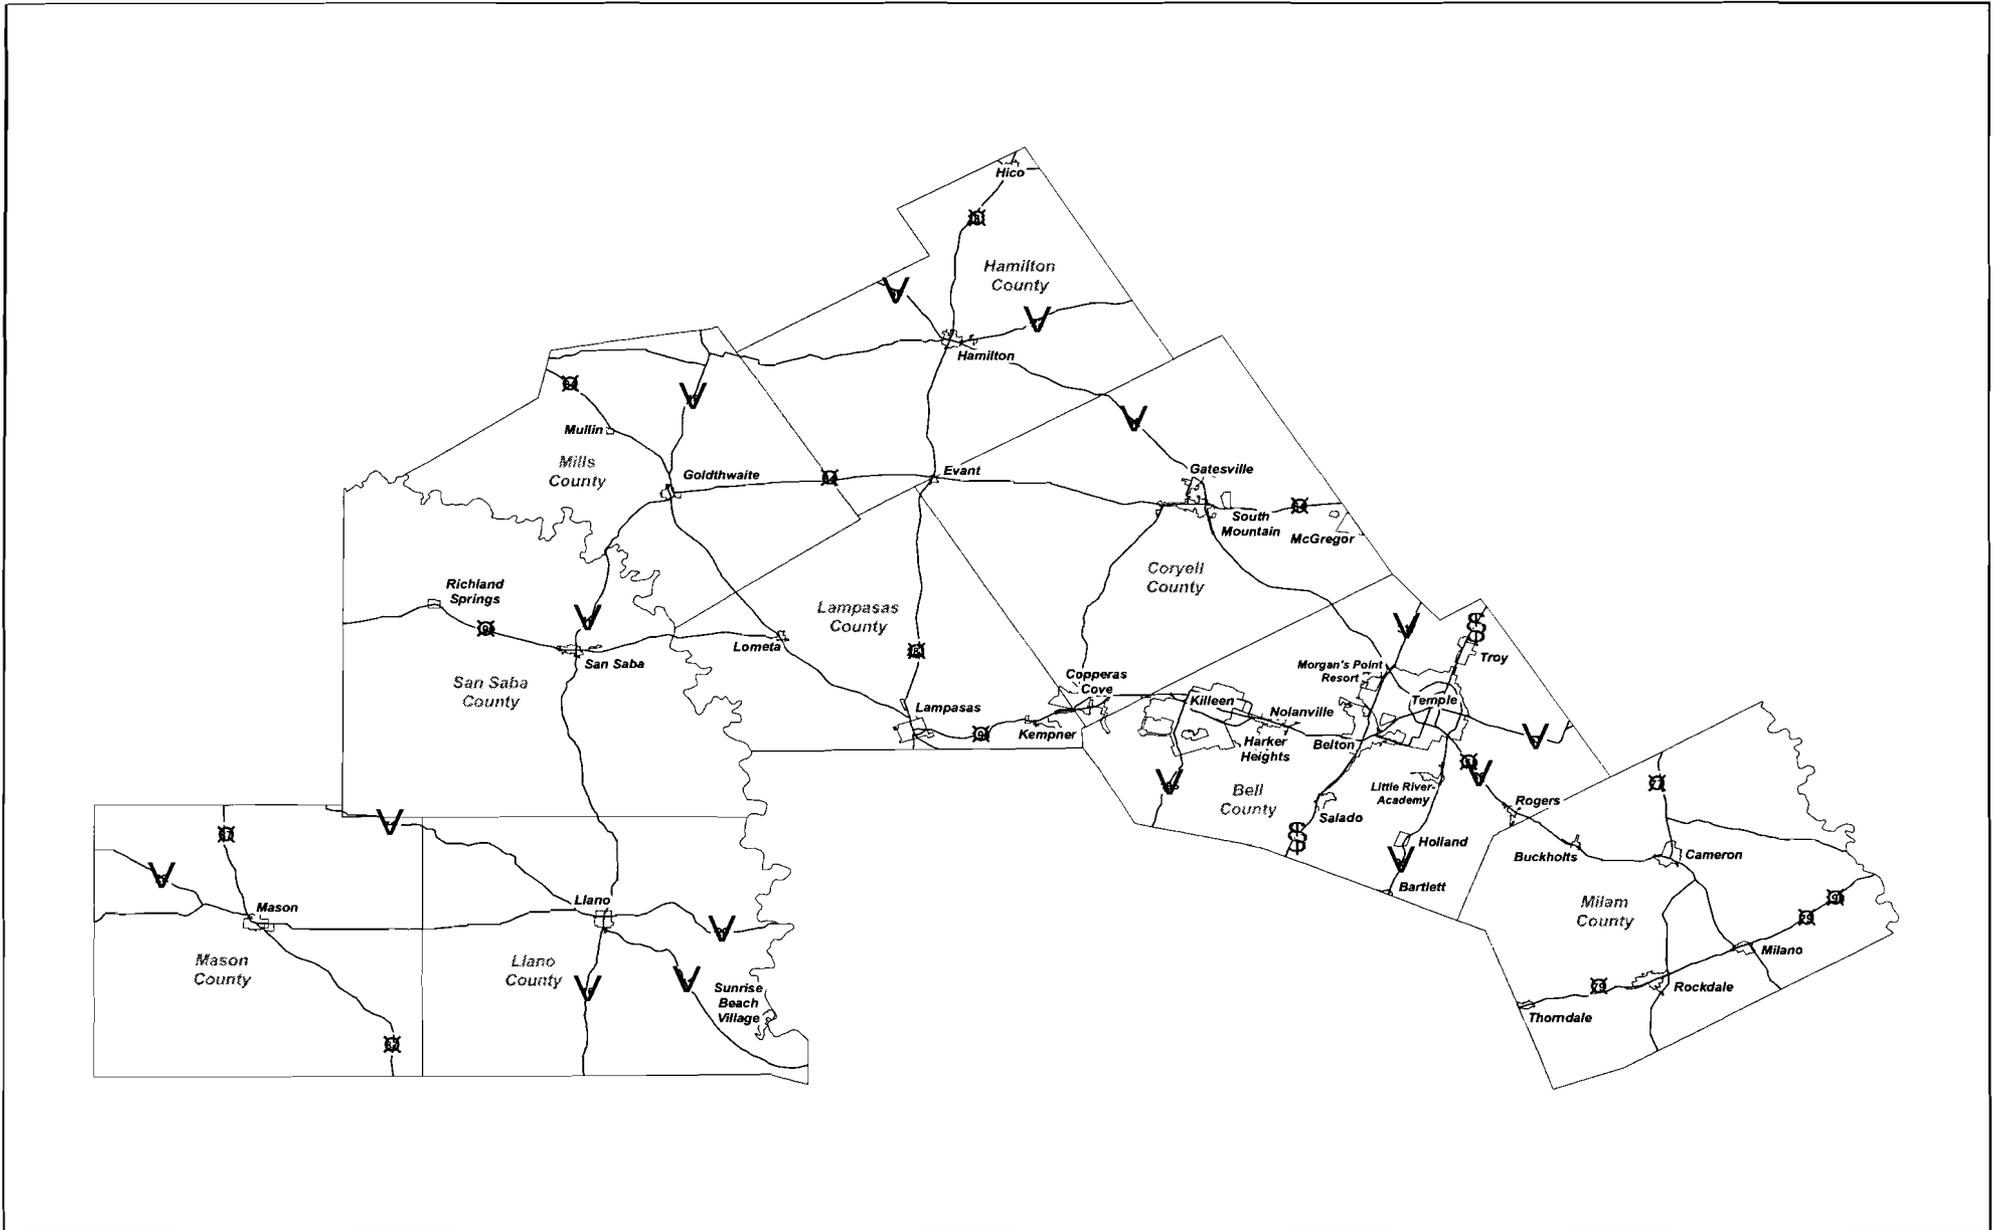 Hico
Hamilton
County
Hamilton
Mullin
Mills
County
Goldthwaite
Evant
Gatesville
South
Mountain
McGregor
Coryell
County
Richland
Springs
Lampasas
County
Lometa
San Saba
San Saba
County
Copperas
Cove
Lampasas
Kempner
Killeen
Nolanville
Harker
Heights
Belton
Morgan's Point
Resort
Temple
Troy
Bell
County
Little River-
Academy
Salado
Rogers
Holland
Bartlett
Buckholts
Cameron
Milam
County
Milano
Rockdale
Thorndale
87
Mason
Mason
County
Llano
Llano
County
Sunrise
Beach
Village